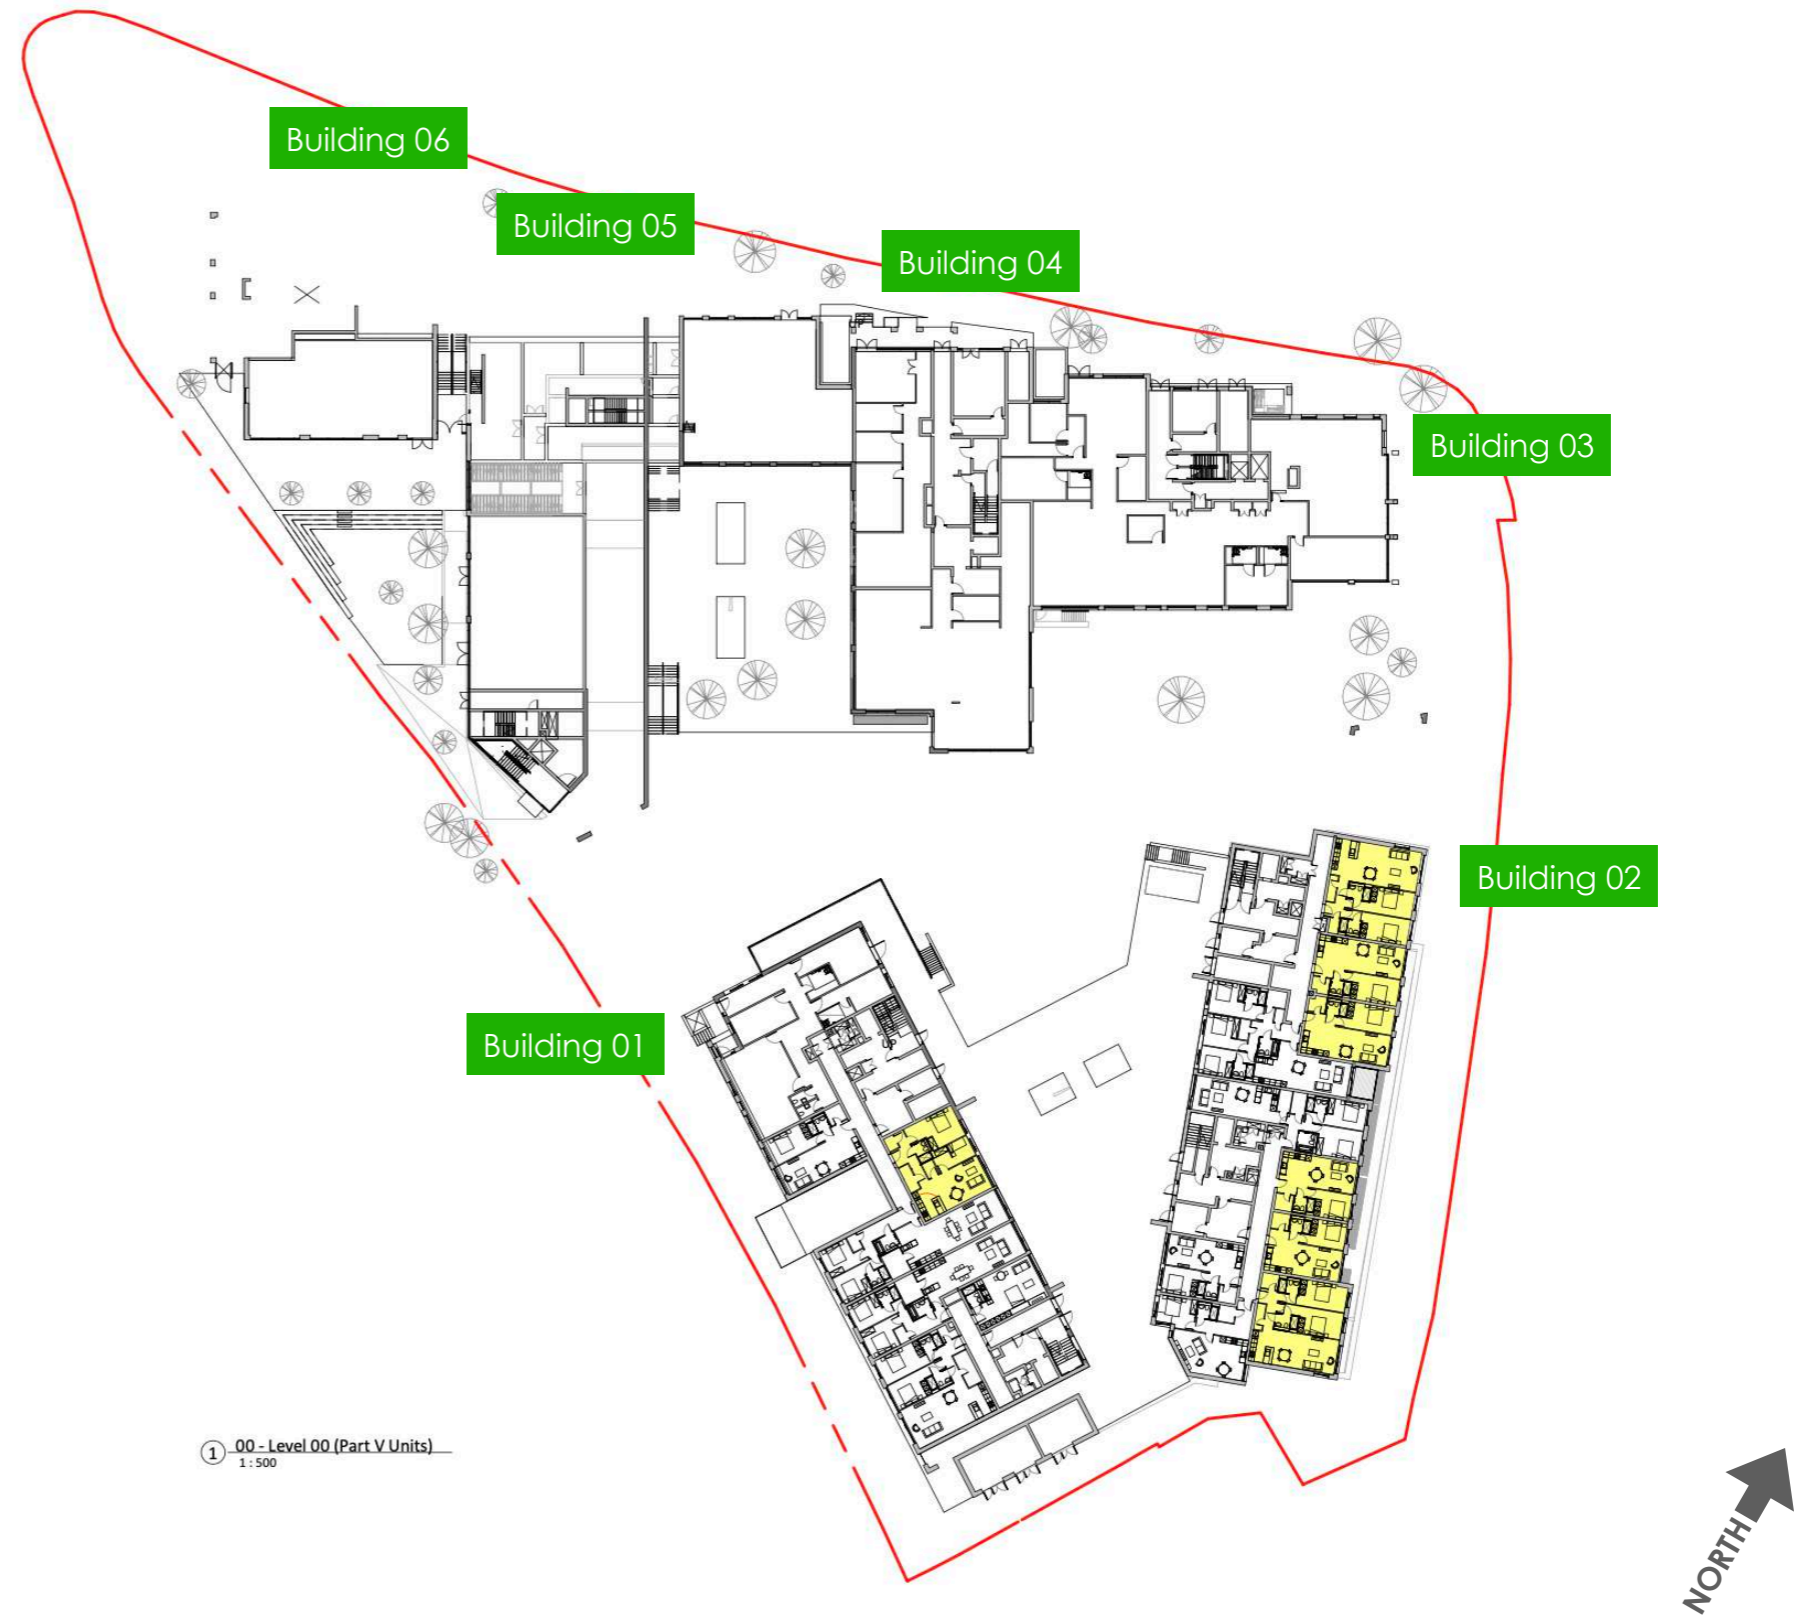 Building 06
Building 05
Building 04
Building 03
Building 02
Building 01
1 00 - Level 00 (Part V Units)
1 : 500
NORTH